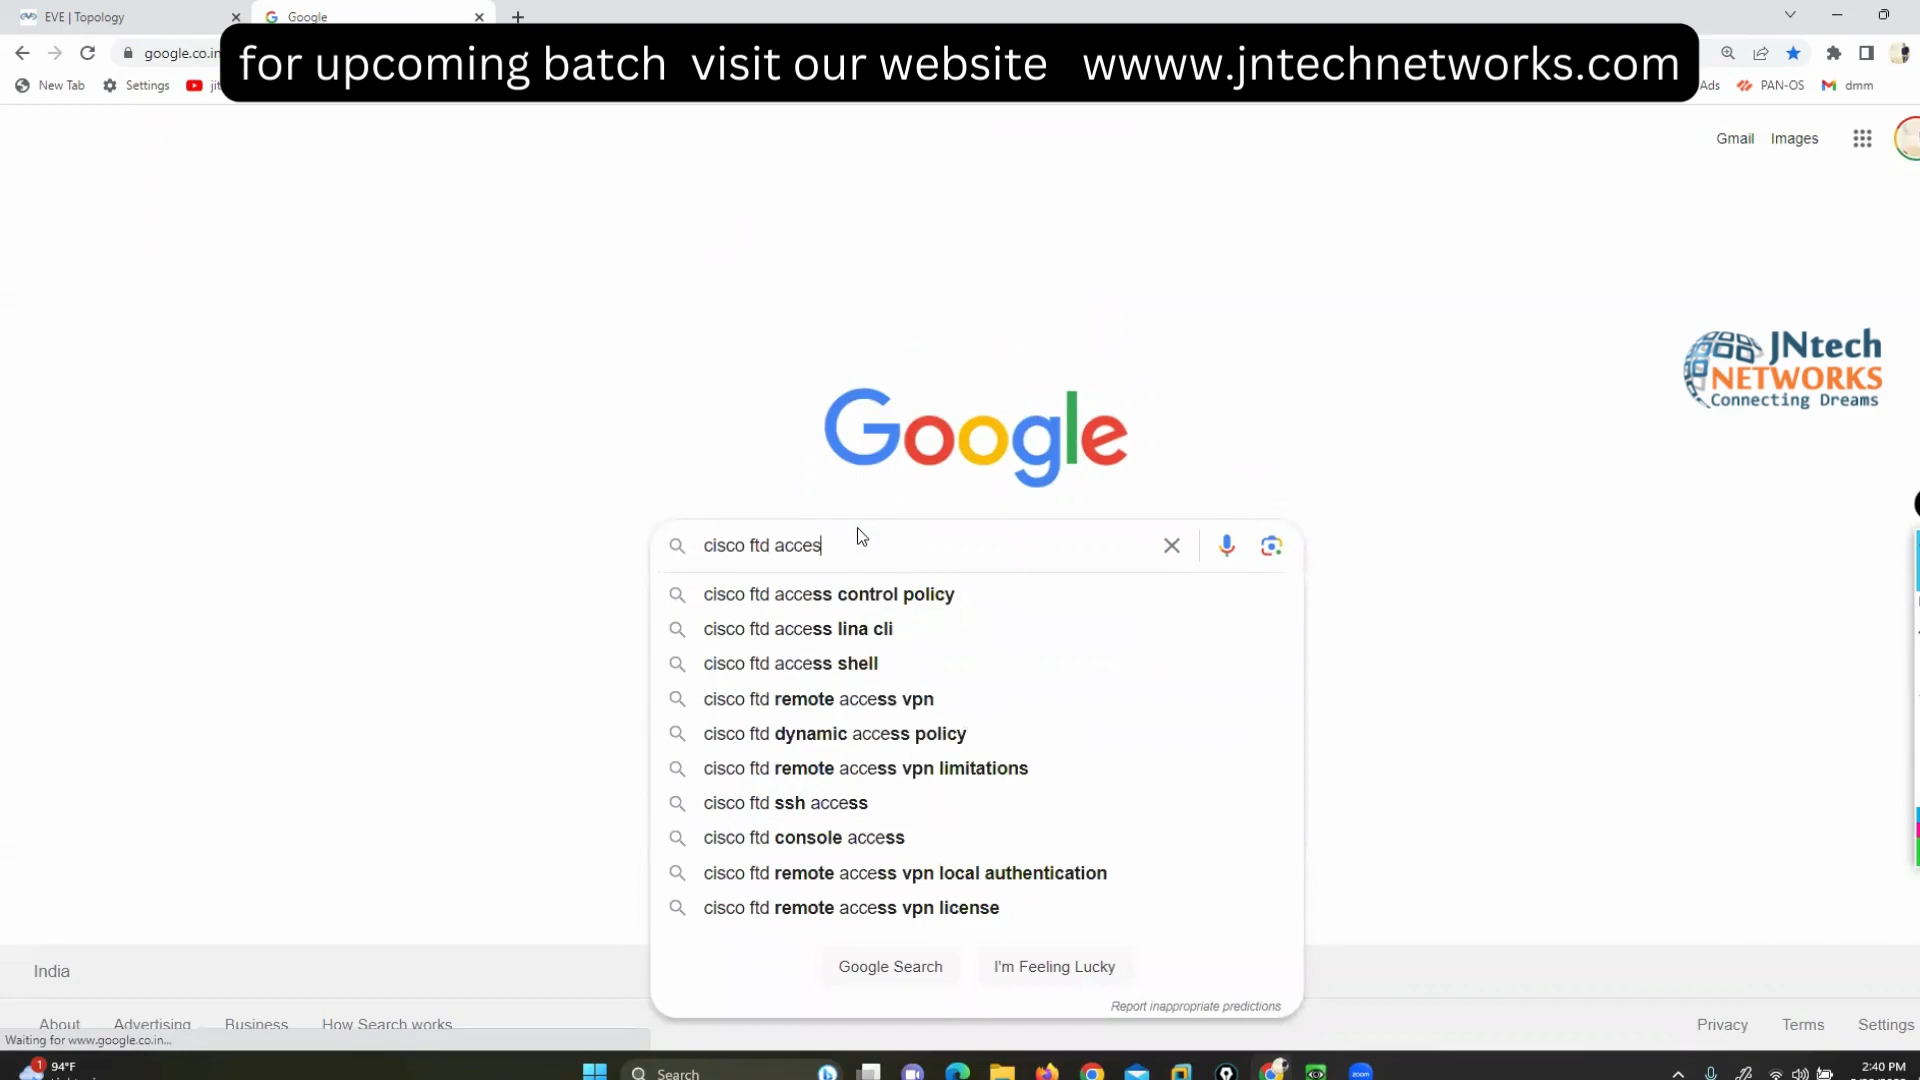 EVE | Topology
Google
google.co.in
for upcoming batch visit our website wwww.jntechnetworks.com
New Tab
Settings
jit
Ads
PAN-OS
dmm
Gmail
Images
JNtech
NETWORKS
Connecting Dreams
Google
cisco ftd acces
cisco ftd access control policy
cisco ftd access lina cli
cisco ftd access shell
cisco ftd remote access vpn
cisco ftd dynamic access policy
cisco ftd remote access vpn limitations
cisco ftd ssh access
cisco ftd console access
cisco ftd remote access vpn local authentication
cisco ftd remote access vpn license
Google Search
I'm Feeling Lucky
Report inappropriate predictions
India
About
Advertising
Business
How Search works
Privacy
Terms
Settings
Waiting for www.google.co.in...
1
94°F
Search
zoom
2:40 PM